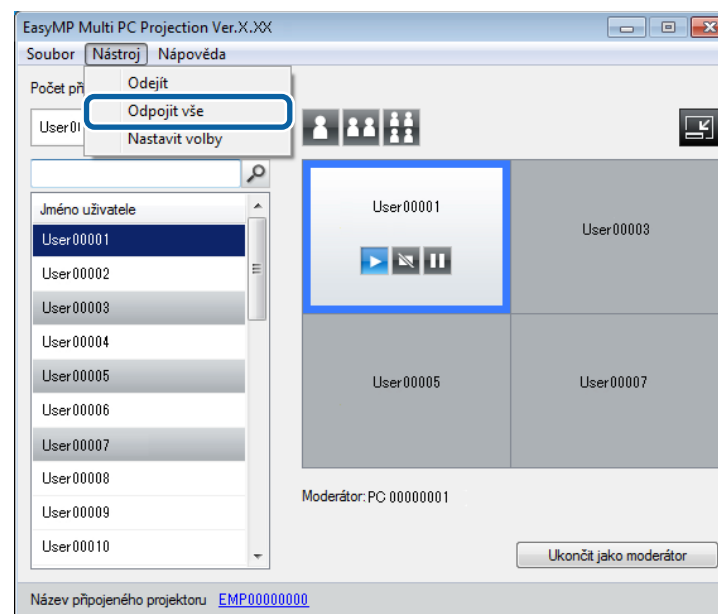 EasyMP Multi PC Projection Ver.X.XX
Soubor Nástroj Nápověda
Počet
Odejít
Odpojit vše
Nastavit volby
Jméno uživatele
User00001
User00002
User00003
User00004
User00005
User00006
User00007
User00008
User00009
User00010
User00001
User00003
User00005
User00007
Moderátor: PC 00000001
Ukončit jako moderátor
Název připojeného projektoru EMP00000000